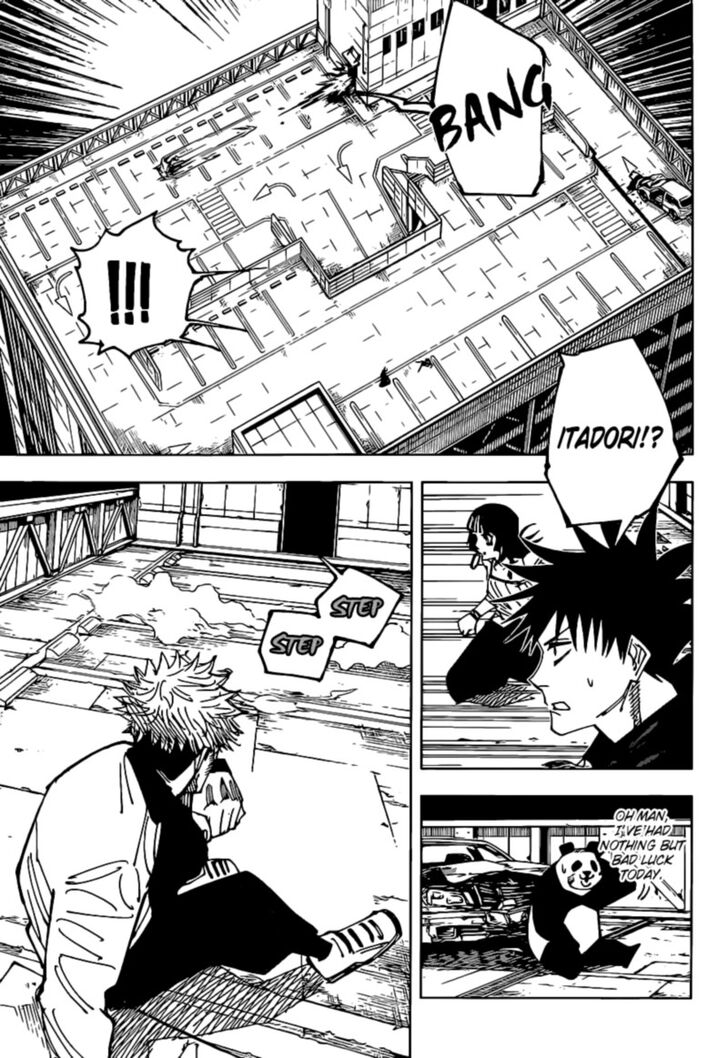 BANG
!!!
ITADORI!?
STEP
STEP
OH MAN,
I'VE HAD
NOTHING BUT
BAD LUCK
TODAY.